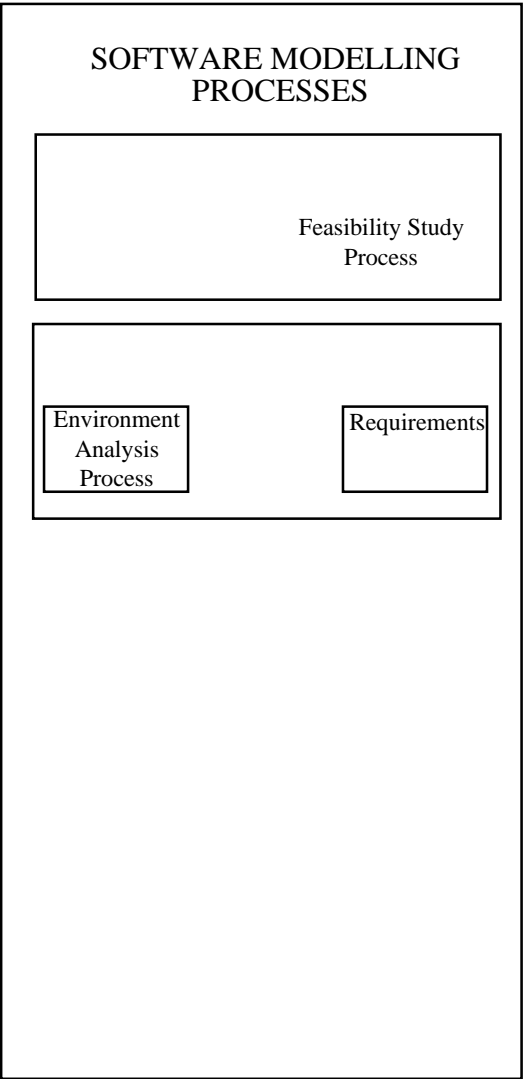 SOFTWARE MODELLING
PROCESSES
Feasibility Study
Process
Environment
Analysis
Process
Requirements